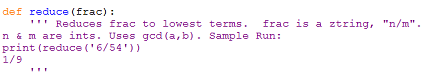 def reduce(frac):
    ''' Reduces frac to lowest terms.  frac is a ztring, "n/m".
n & m are ints. Uses gcd(a,b). Sample Run:
print(reduce('6/54'))
1/9
    '''